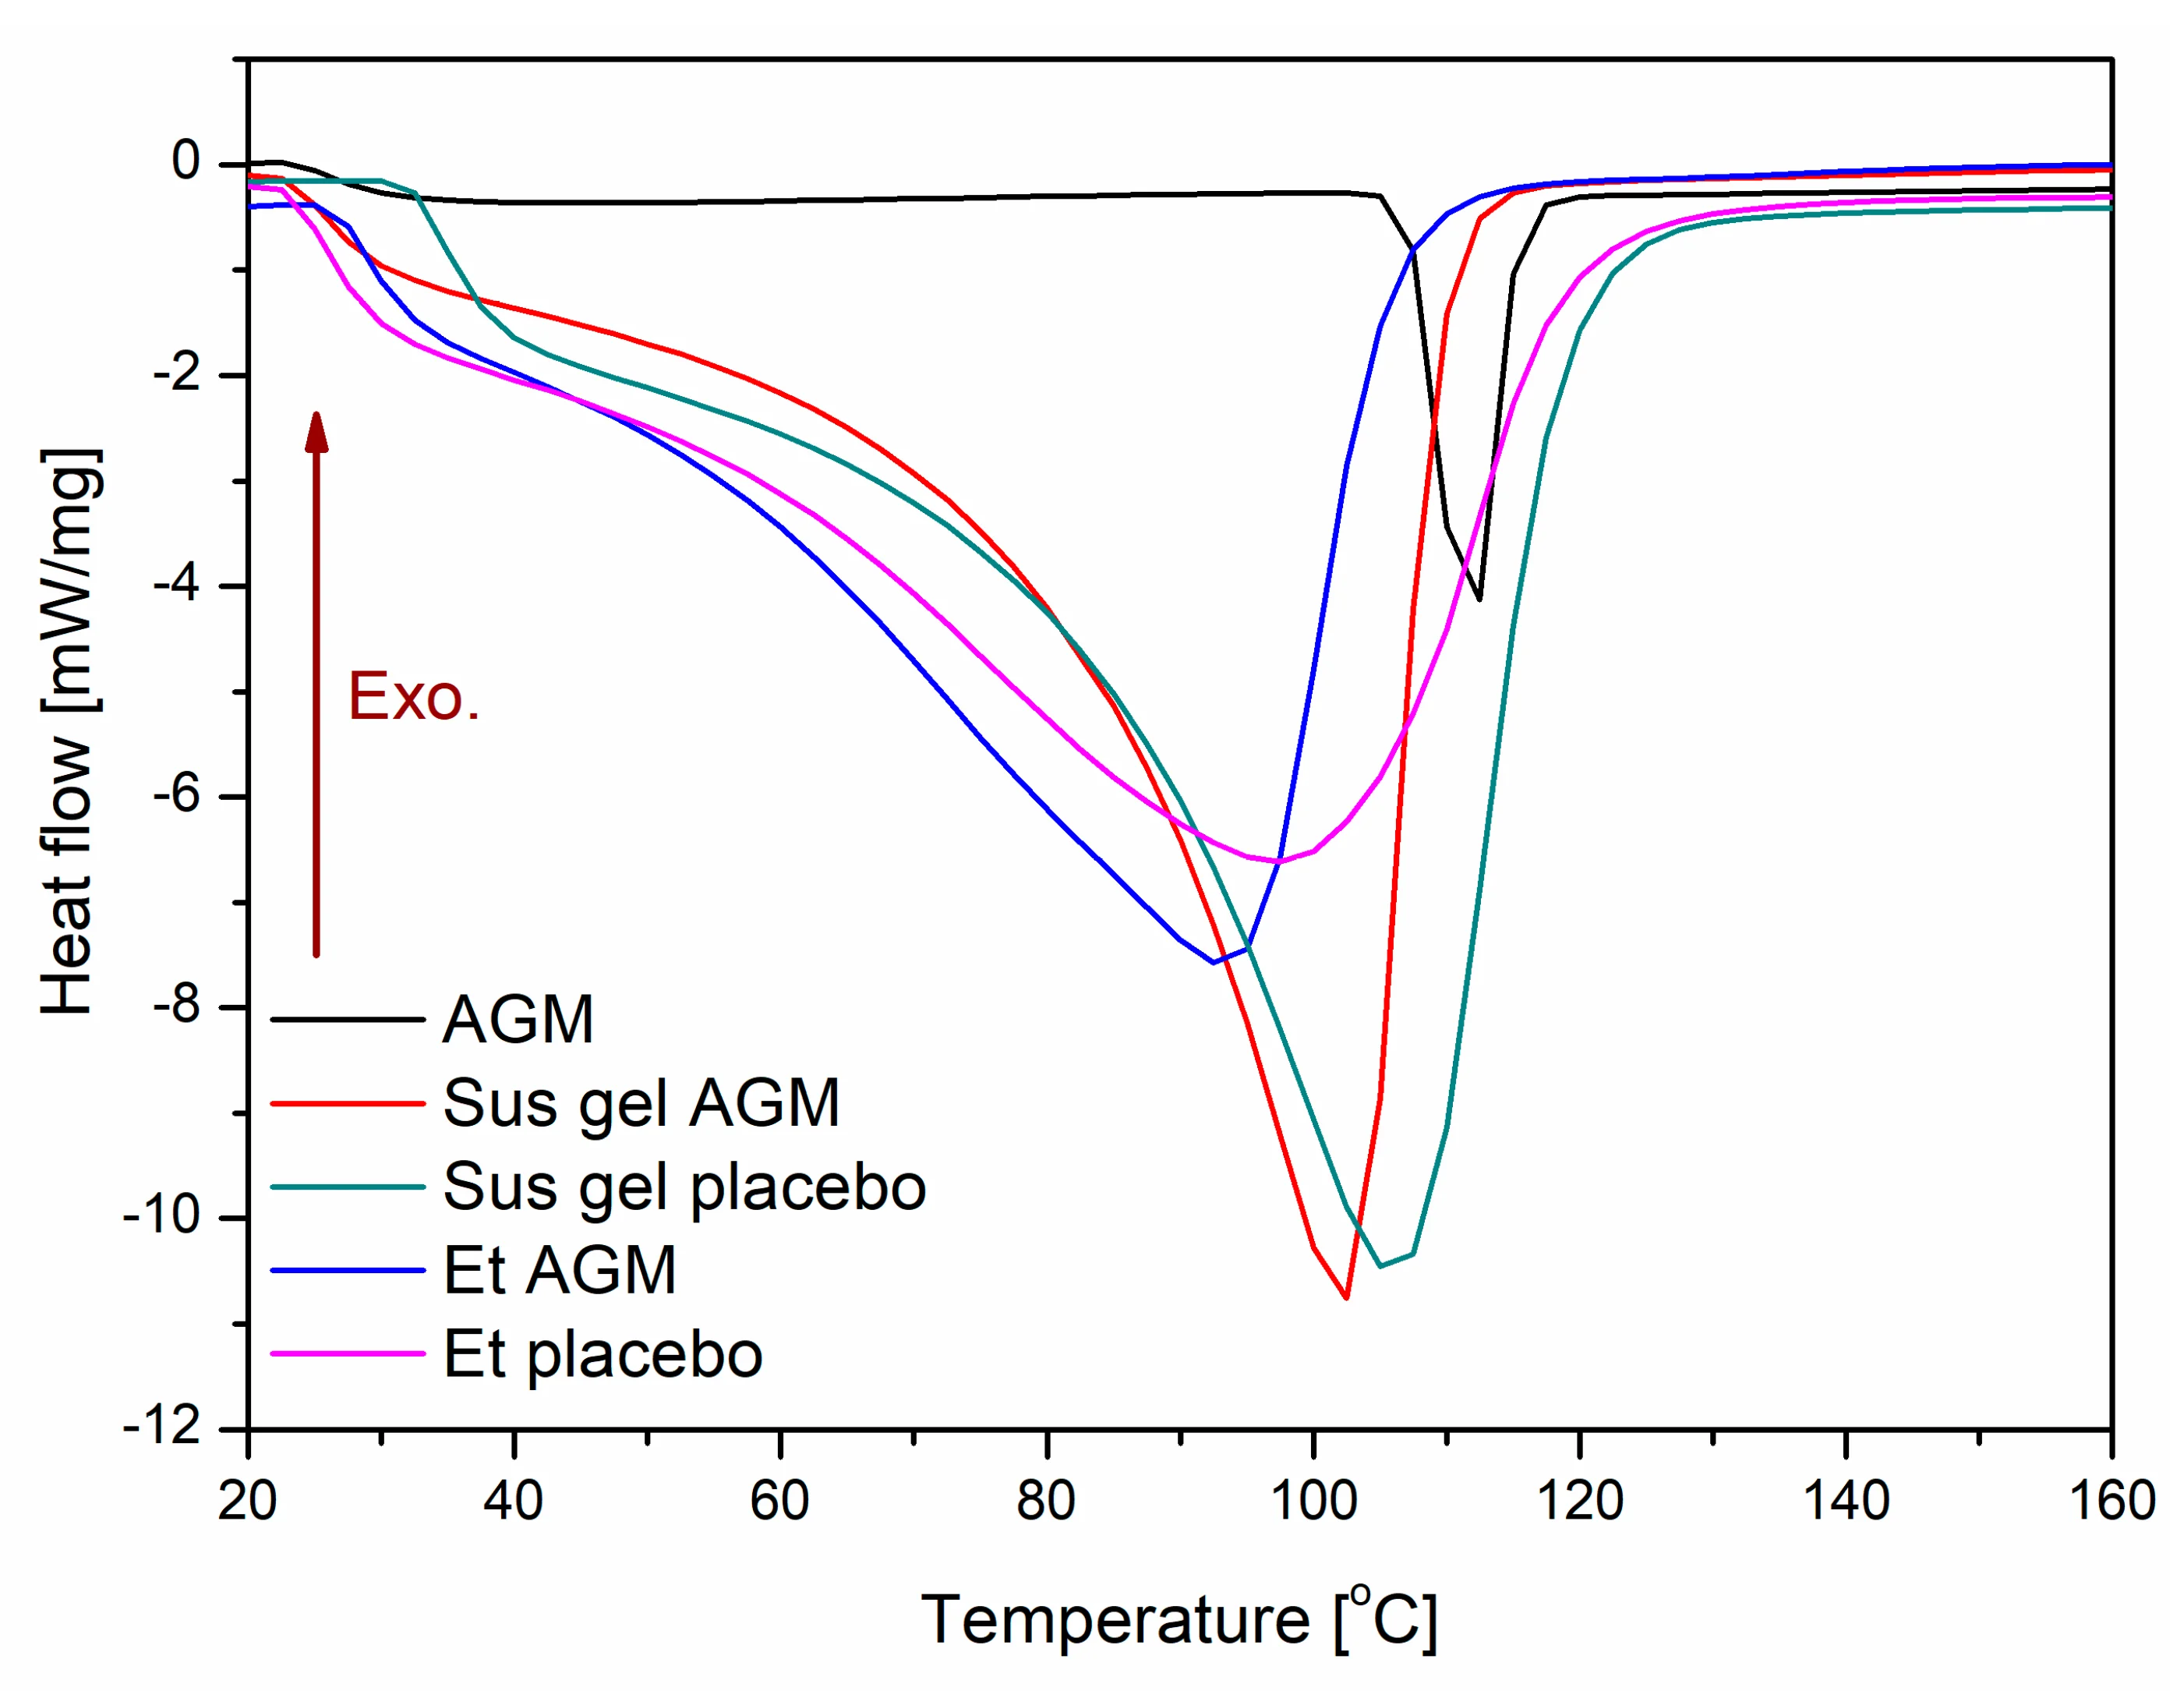 0
-2
-4
-6
-8
-10
-12
Heat flow [mW/mg]
Exo.
AGM
Sus gel AGM
Sus gel placebo
Et AGM
Et placebo
20 40 60 80 100 120 140 160
Temperature [°C]